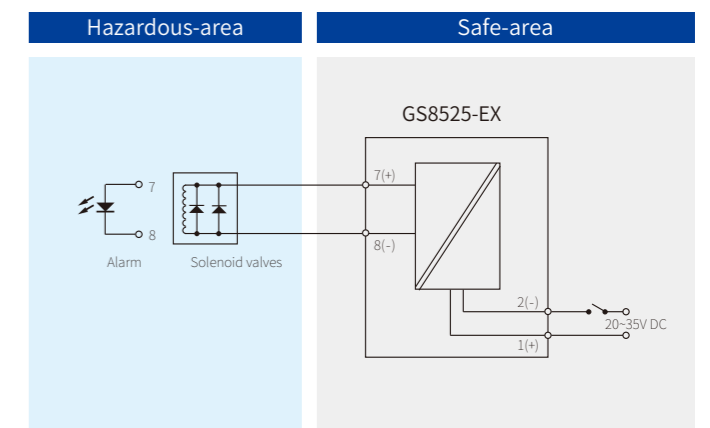 Hazardous-area
Safe-area
GS8525-EX
7(+)
7
8
8(-)
Alarm
Solenoid valves
2(-)
20~35V DC
1(+)